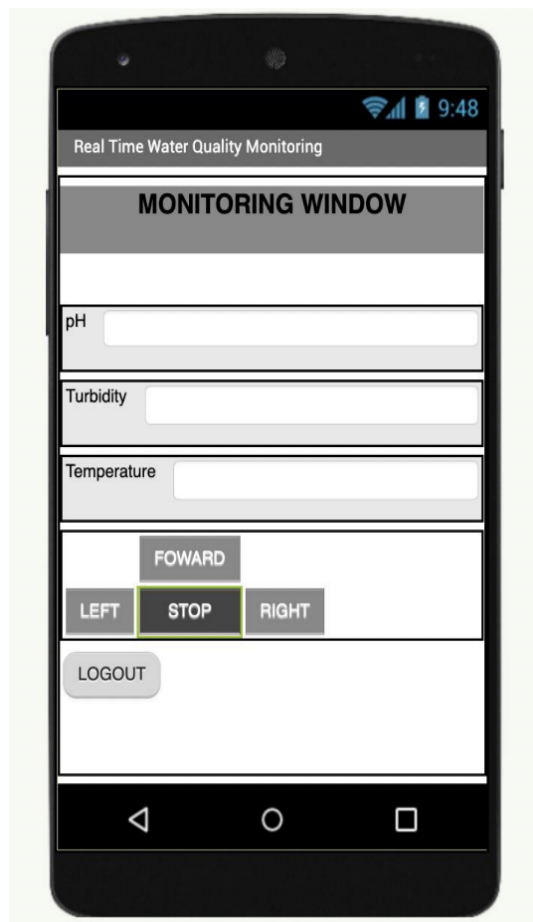 9:48
Real Time Water Quality Monitoring
MONITORING WINDOW
pH
Turbidity
Temperature
FOWARD
LEFT STOP RIGHT
LOGOUT